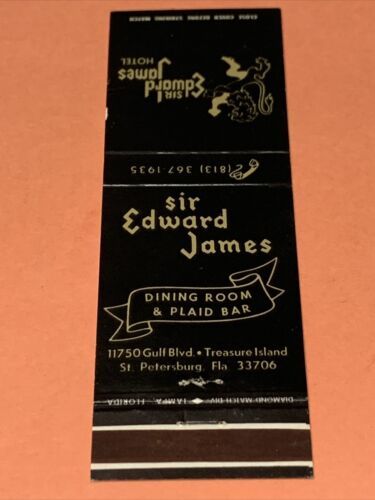 CLOSE COVER BEFORE STRIKING MATCH
SIR
Edward
James
HOTEL
(813) 367-1935
sir
Edward
James
DINING ROOM
& PLAID BAR
11750 Gulf Blvd. • Treasure Island
St. Petersburg, Fla 33706
DIAMOND MATCH DIV. TAMPA, FLORIDA